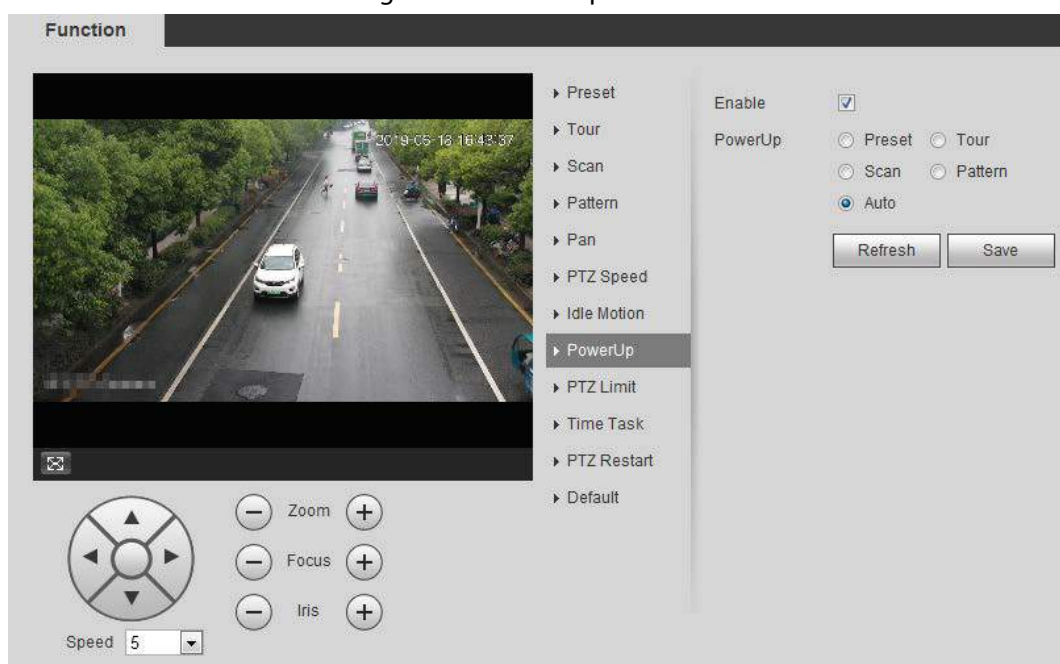 Function
2019-05-18 16:43:37
Preset
Tour
Scan
Pattern
Pan
PTZ Speed
Idle Motion
PowerUp
PTZ Limit
Time Task
PTZ Restart
Default
Enable
PowerUp Preset Tour
Scan Pattern
Auto
Refresh Save
Zoom
Focus
Iris
Speed 5